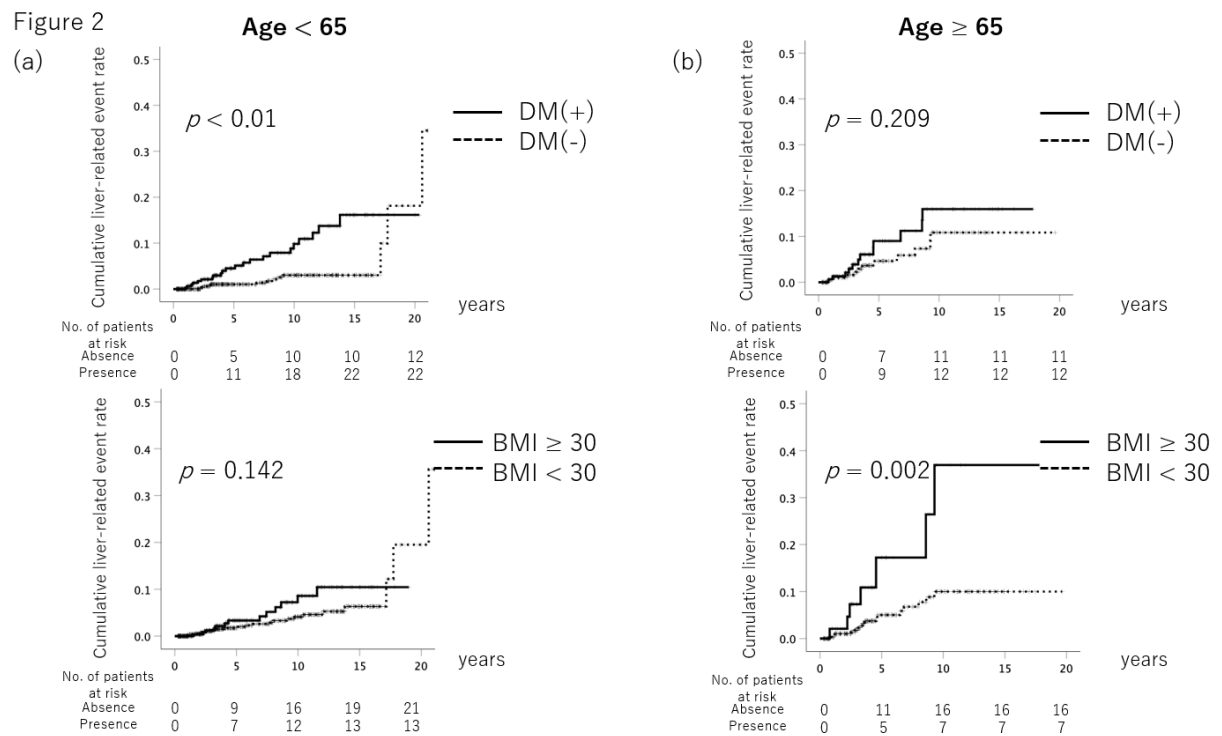 Figure 2
(a)
Age < 65
Cumulative liver-related event rate
0.5
0.4
0.3
0.2
0.1
0.0
p < 0.01
DM(+)
DM(-)
0 5 10 15 20
years
No. of patients
at risk
Absence 0 5 10 10 12
Presence 0 11 18 22 22
Cumulative liver-related event rate
0.5
0.4
0.3
0.2
0.1
0.0
p = 0.142
BMI ≥ 30
BMI < 30
0 5 10 15 20
years
No. of patients
at risk
Absence 0 9 16 19 21
Presence 0 7 12 13 13
(b)
Age ≥ 65
Cumulative liver-related event rate
0.5
0.4
0.3
0.2
0.1
0.0
p = 0.209
DM(+)
DM(-)
0 5 10 15 20
years
No. of patients
at risk
Absence 0 7 11 11 11
Presence 0 9 12 12 12
Cumulative liver-related event rate
0.5
0.4
0.3
0.2
0.1
0.0
p = 0.002
BMI ≥ 30
BMI < 30
0 5 10 15 20
years
No. of patients
at risk
Absence 0 11 16 16 16
Presence 0 5 7 7 7